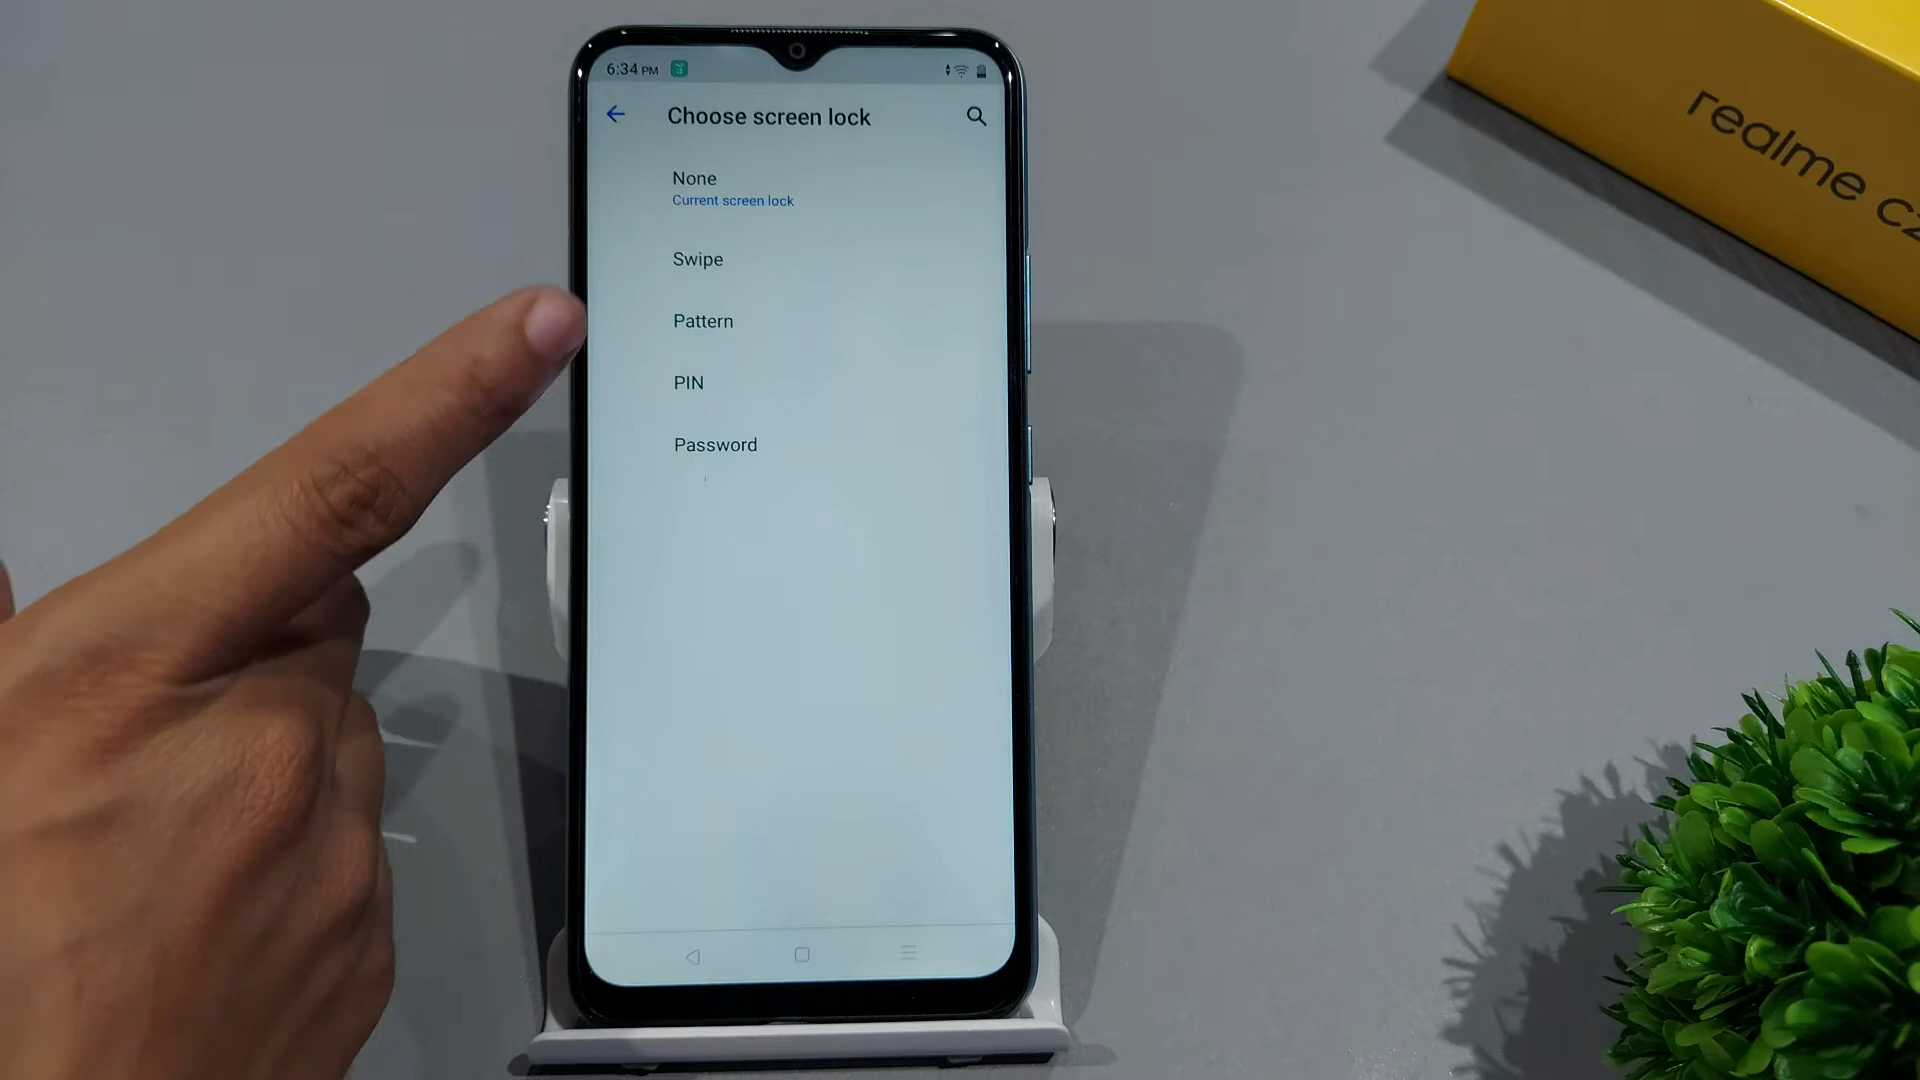 6:34 PM
Choose screen lock
None
Current screen lock
Swipe
Pattern
PIN
Password
realme